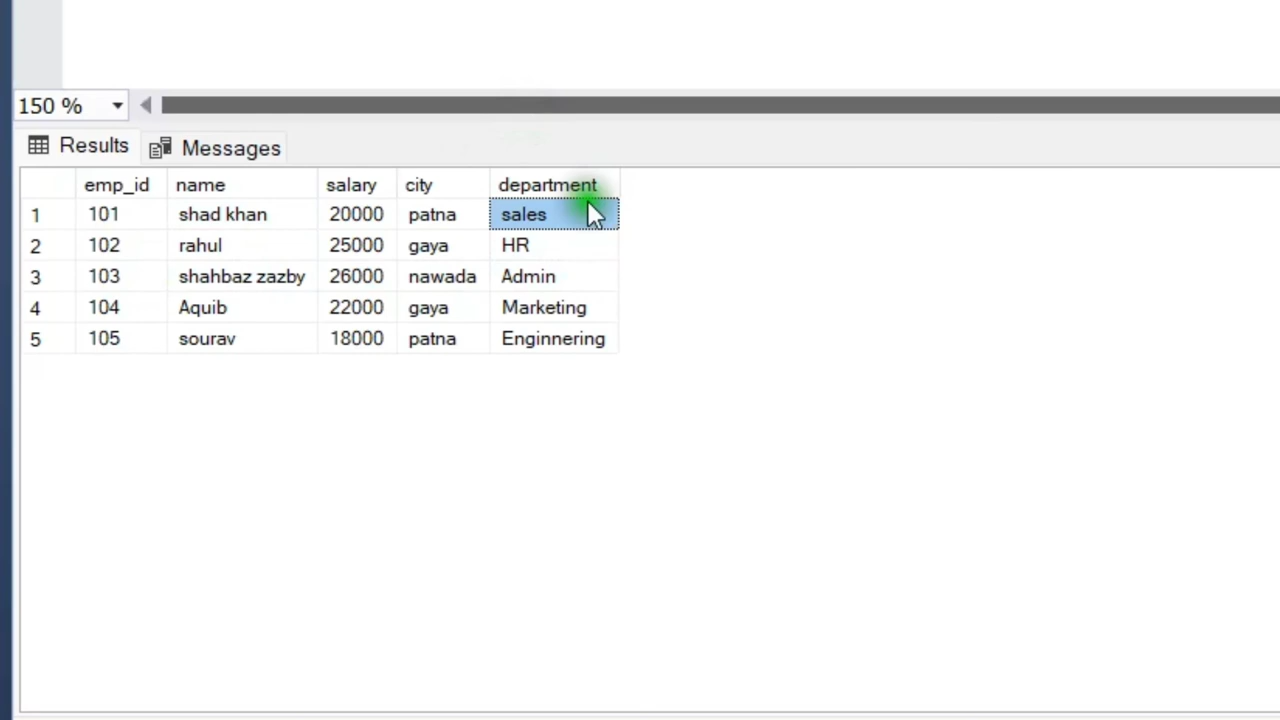 150 %
Results Messages
emp_id name salary city department
1 101 shad khan 20000 patna sales
2 102 rahul 25000 gaya HR
3 103 shahbaz zazby 26000 nawada Admin
4 104 Aquib 22000 gaya Marketing
5 105 sourav 18000 patna Enginnering